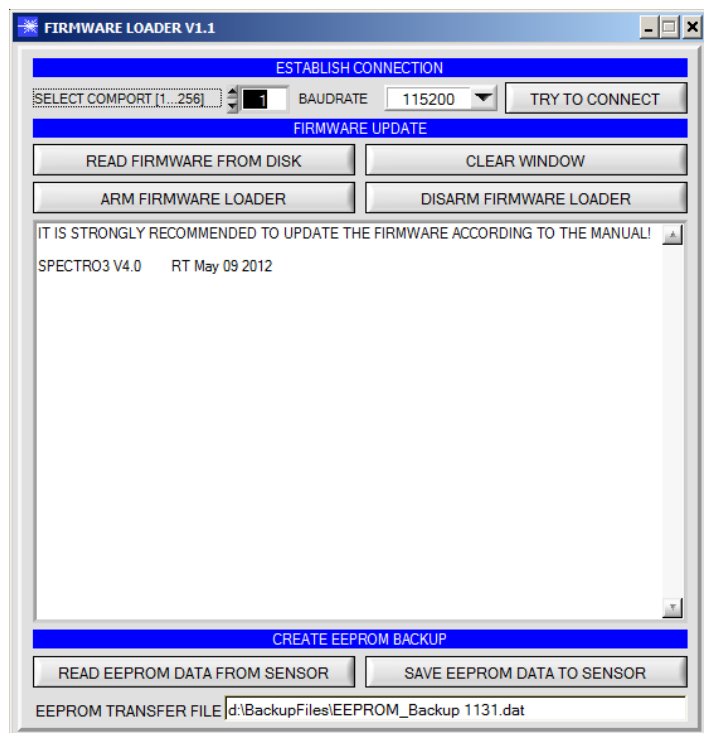 FIRMWARE LOADER V1.1
ESTABLISH CONNECTION
SELECT COMPORT [1...256] 1 BAUDRATE 115200 TRY TO CONNECT
FIRMWARE UPDATE
READ FIRMWARE FROM DISK CLEAR WINDOW
ARM FIRMWARE LOADER DISARM FIRMWARE LOADER
IT IS STRONGLY RECOMMENDED TO UPDATE THE FIRMWARE ACCORDING TO THE MANUAL!
SPECTRO3 V4.0 RT May 09 2012
CREATE EEPROM BACKUP
READ EEPROM DATA FROM SENSOR SAVE EEPROM DATA TO SENSOR
EEPROM TRANSFER FILE d:\BackupFiles\EEPROM_Backup 1131.dat